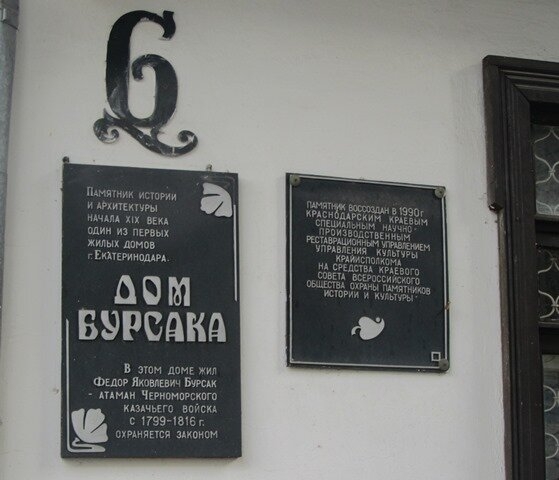 6
Памятник истории
и архитектуры
начала XIX века
один из первых
жилых домов
г. Екатеринодара.
ДОМ
БУРСАКА
В этом доме жил
Федор Яковлевич Бурсак
- атаман Черноморского
казачьего войска
с 1799-1816 г.
охраняется законом
Памятник воссоздан в 1990 г
Краснодарским краевым
специальным научно-
производственным
реставрационным управлением
управления культуры
крайисполкома
на средства краевого
совета всероссийского
общества охраны памятников
истории и культуры.